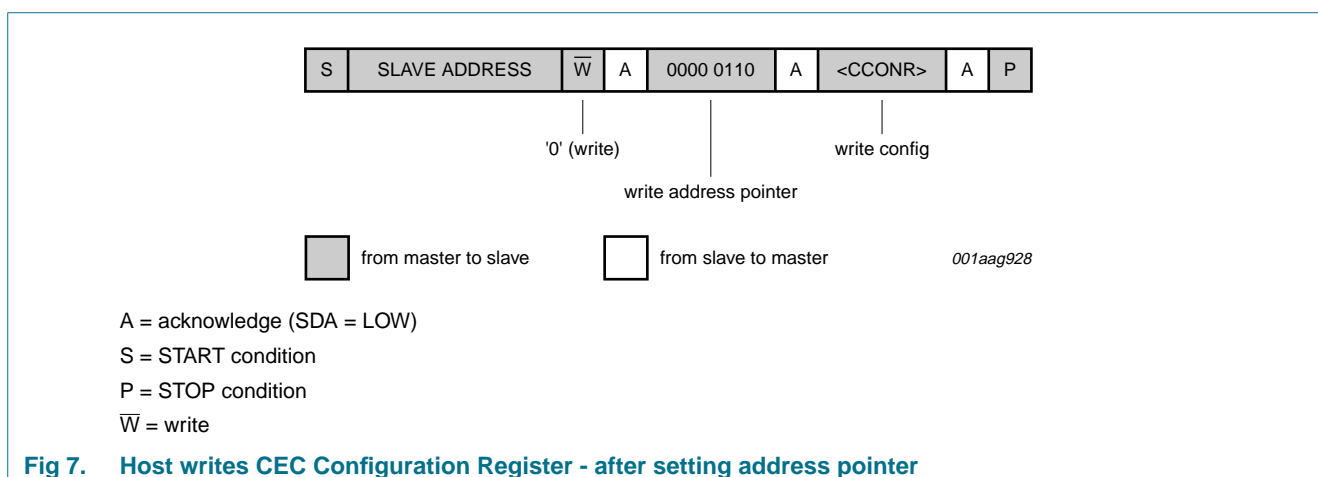 S SLAVE ADDRESS W̅ A 0000 0110 A <CCONR> A P
'0' (write) write config
write address pointer
from master to slave from slave to master 001aag928
A = acknowledge (SDA = LOW)
S = START condition
P = STOP condition
W̅ = write
Fig 7. Host writes CEC Configuration Register - after setting address pointer